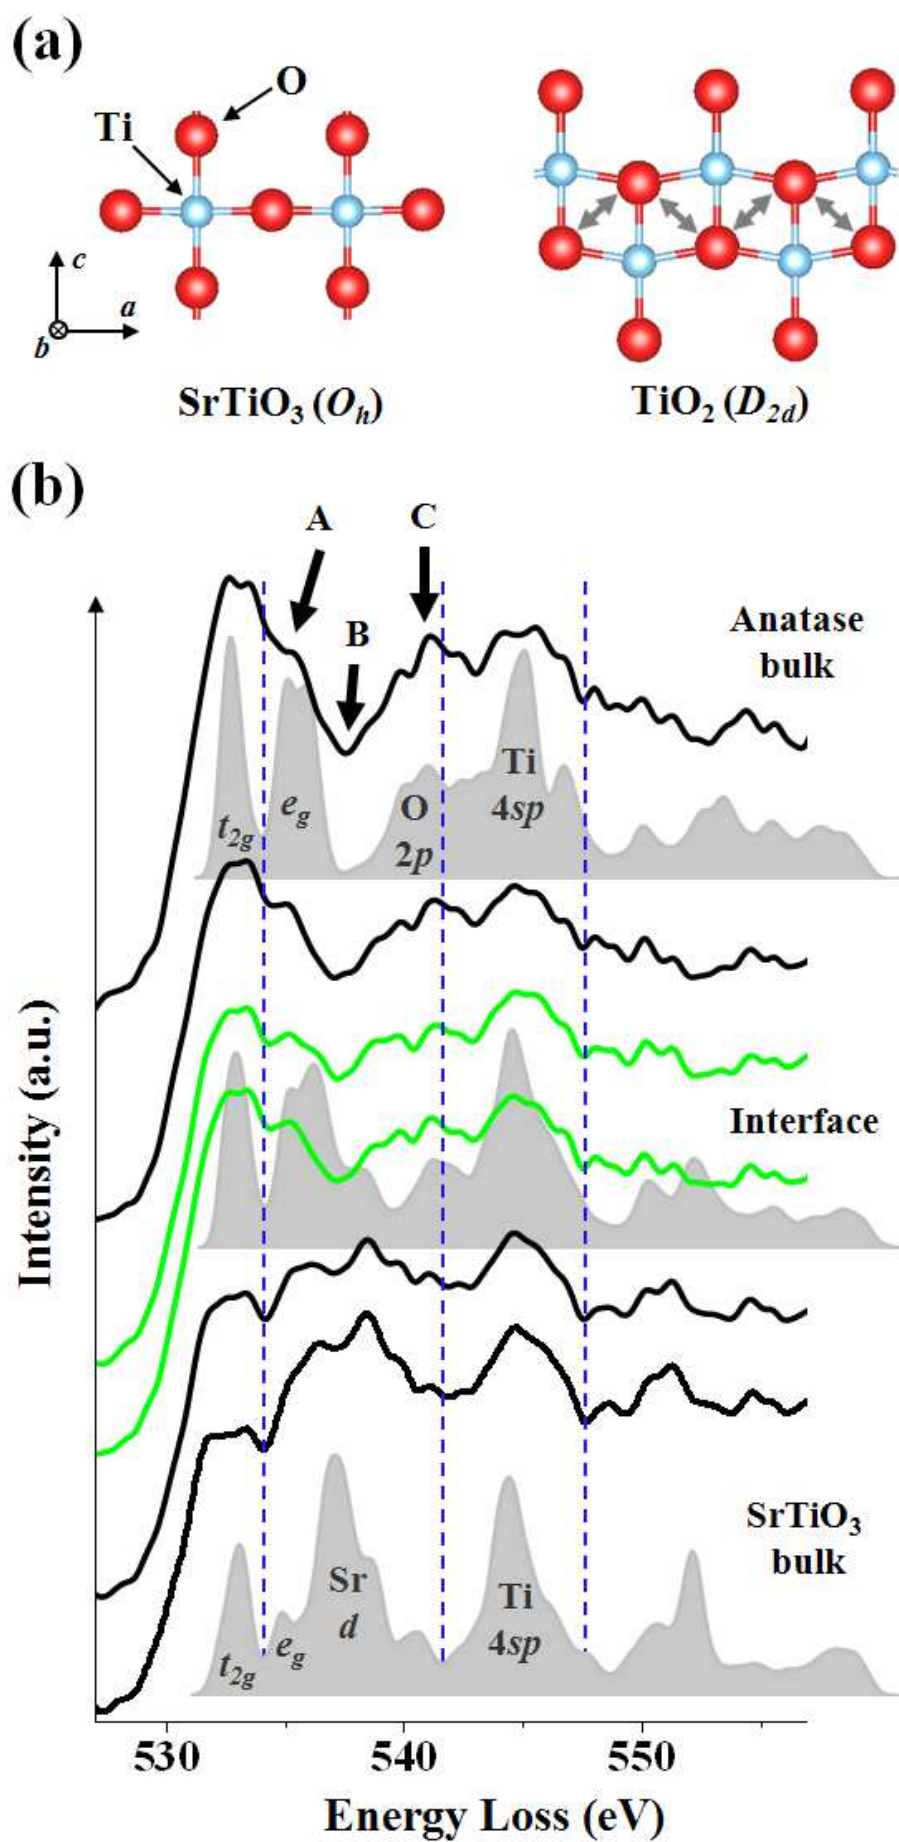 (a)
O
Ti
c
a
b
SrTiO3 (Oh)
TiO2 (D2d)
(b)
A
C
B
Anatase
bulk
t2g
eg
O
2p
Ti
4sp
Interface
Intensity (a.u.)
SrTiO3
bulk
t2g
eg
Sr
d
Ti
4sp
530
540
550
Energy Loss (eV)